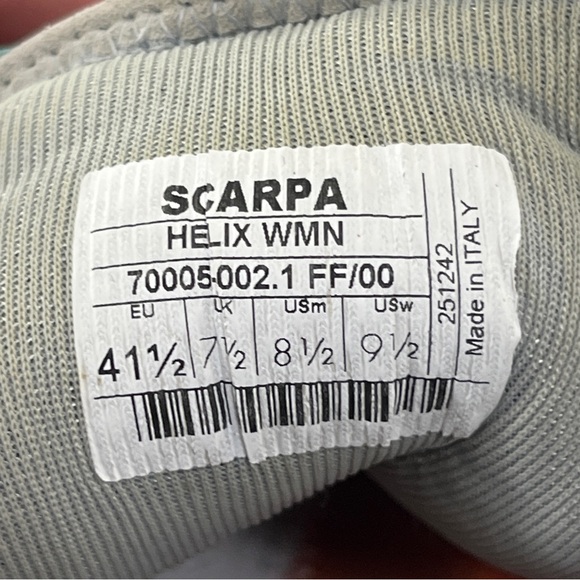 SCARPA
HELIX WMN
70005-002.1 FF/00
EU UK USm USw
41½ 7½ 8½ 9½
251242
Made in ITALY